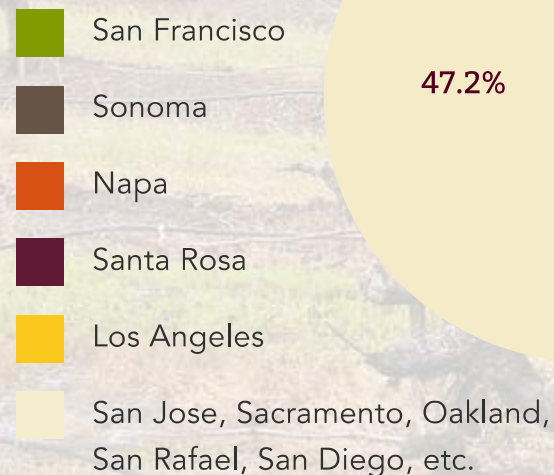 San Francisco
47.2%
Sonoma
Napa
Santa Rosa
Los Angeles
San Jose, Sacramento, Oakland,
San Rafael, San Diego, etc.